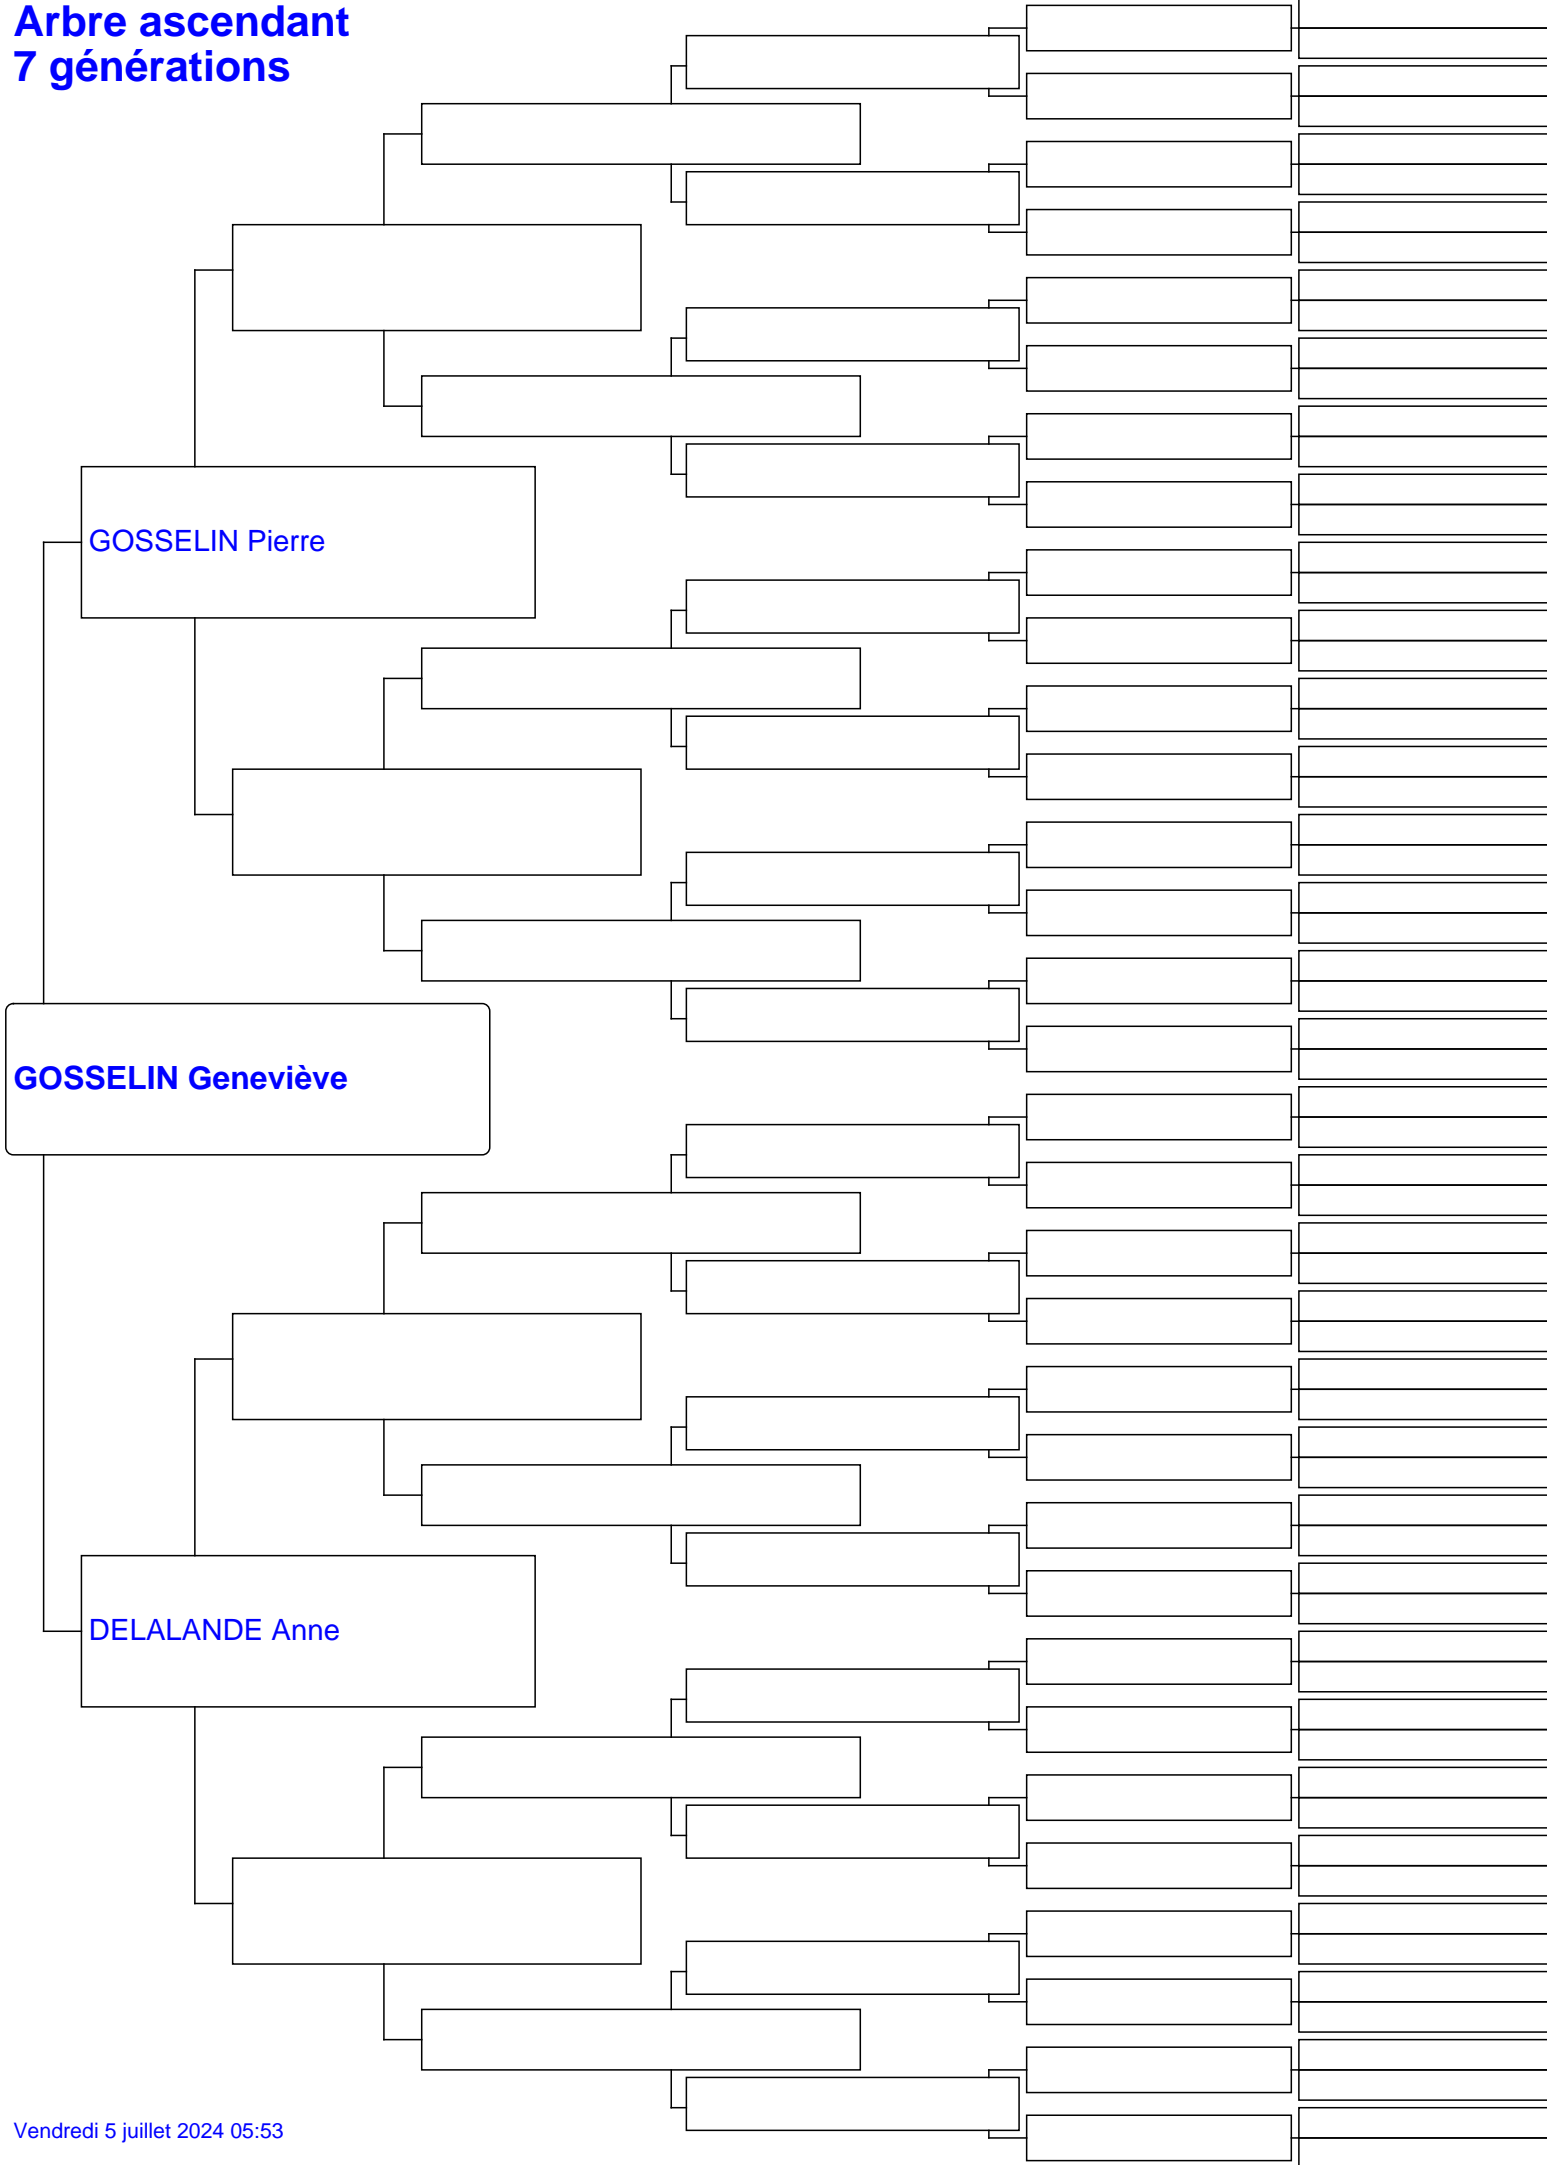 Arbre ascendant
7 générations
GOSSELIN Pierre
GOSSELIN Geneviève
DELALANDE Anne
Vendredi 5 juillet 2024 05:53